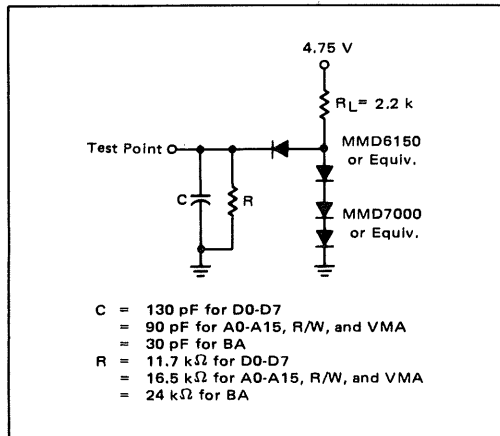 4.75 V
RL = 2.2 k
Test Point
MMD6150
or Equiv.
C
R
MMD7000
or Equiv.
C = 130 pF for D0-D7
= 90 pF for A0-A15, R/W, and VMA
= 30 pF for BA
R = 11.7 kΩ for D0-D7
= 16.5 kΩ for A0-A15, R/W, and VMA
= 24 kΩ for BA